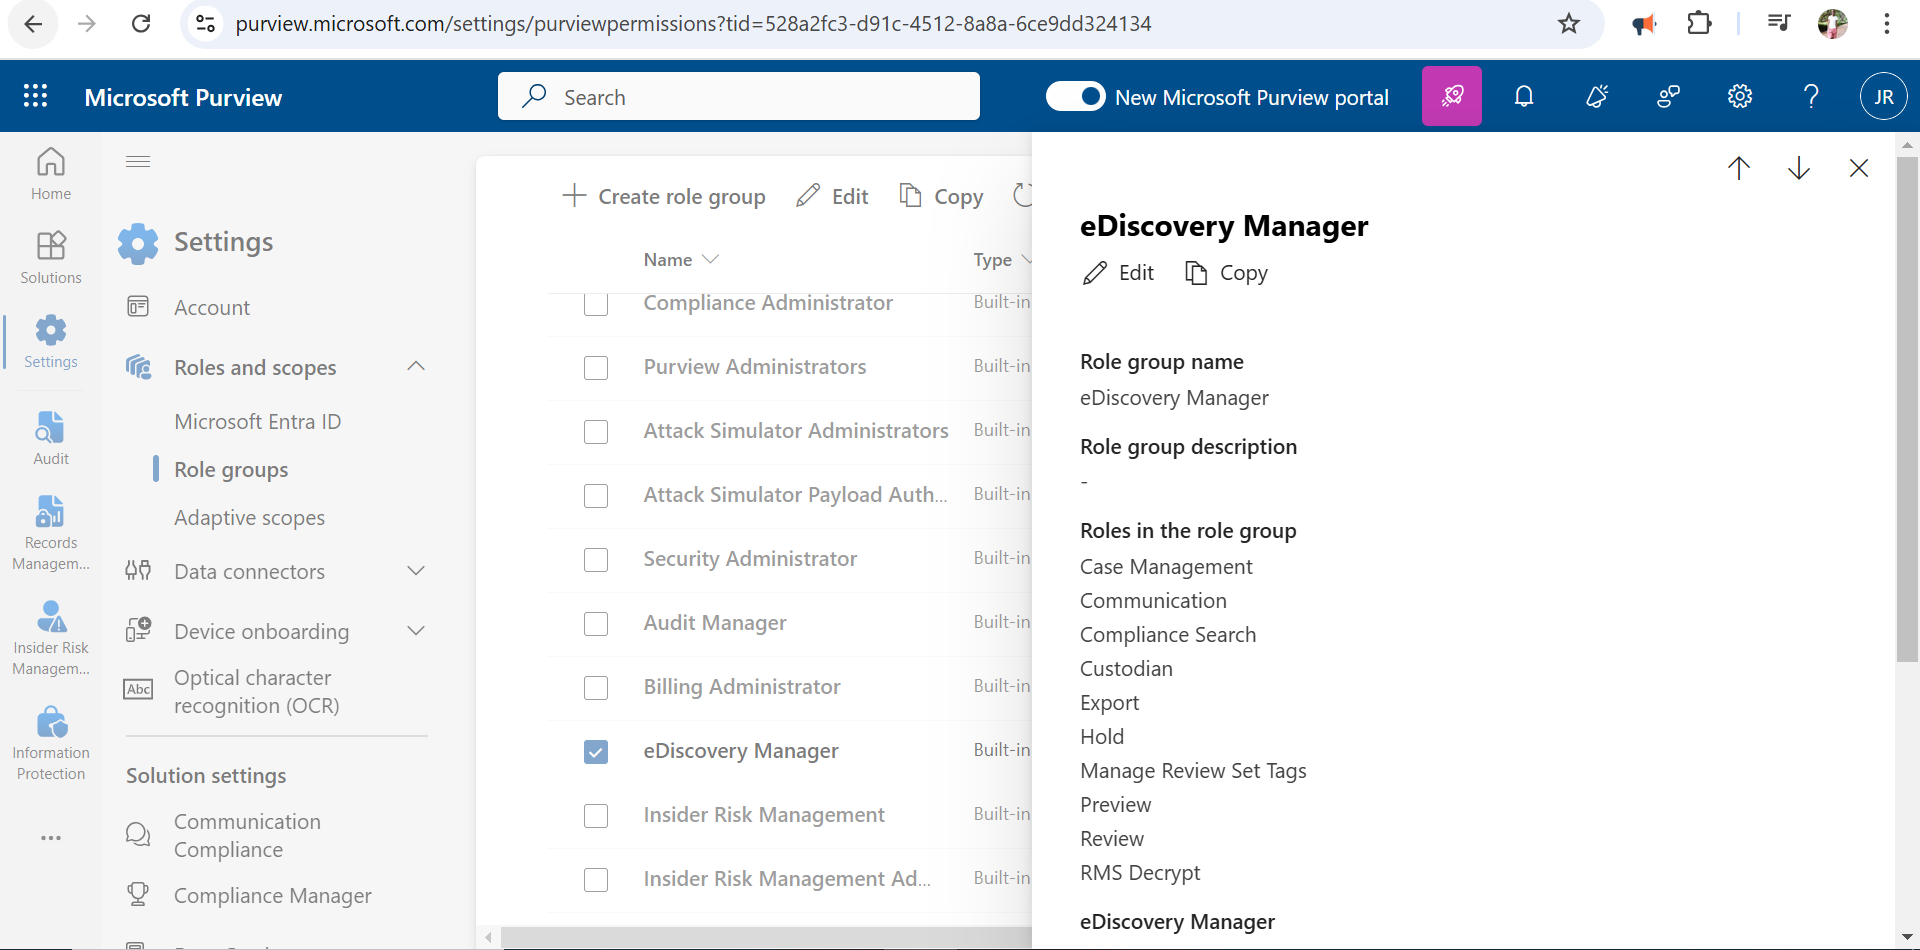 purview.microsoft.com/settings/purviewpermissions?tid=528a2fc3-d91c-4512-8a8a-6ce9dd324134
Microsoft Purview
Search
New Microsoft Purview portal
JR
Home
Solutions
Settings
Audit
Records
Managem...
Insider Risk
Managem...
Information
Protection
Settings
Account
Roles and scopes
Microsoft Entra ID
Role groups
Adaptive scopes
Data connectors
Device onboarding
Abc
Optical character
recognition (OCR)
Solution settings
Communication
Compliance
Compliance Manager
Create role group
Edit
Copy
Name
Type
Compliance Administrator
Built-in
Purview Administrators
Built-in
Attack Simulator Administrators
Built-in
Attack Simulator Payload Auth...
Built-in
Security Administrator
Built-in
Audit Manager
Built-in
Billing Administrator
Built-in
eDiscovery Manager
Built-in
Insider Risk Management
Built-in
Insider Risk Management Ad...
Built-in
eDiscovery Manager
Edit
Copy
Role group name
eDiscovery Manager
Role group description
-
Roles in the role group
Case Management
Communication
Compliance Search
Custodian
Export
Hold
Manage Review Set Tags
Preview
Review
RMS Decrypt
eDiscovery Manager